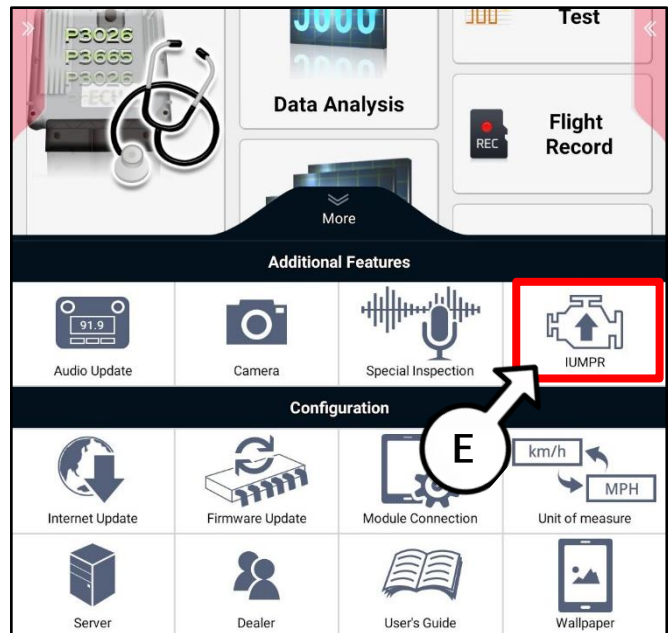 P3026
P3665
P3026
ECH
Data Analysis
Test
REC
Flight
Record
More
Additional Features
91.9
Audio Update
Camera
Special Inspection
IUMPR
Configuration
E
km/h
MPH
Internet Update
Firmware Update
Module Connection
Unit of measure
Server
Dealer
User's Guide
Wallpaper